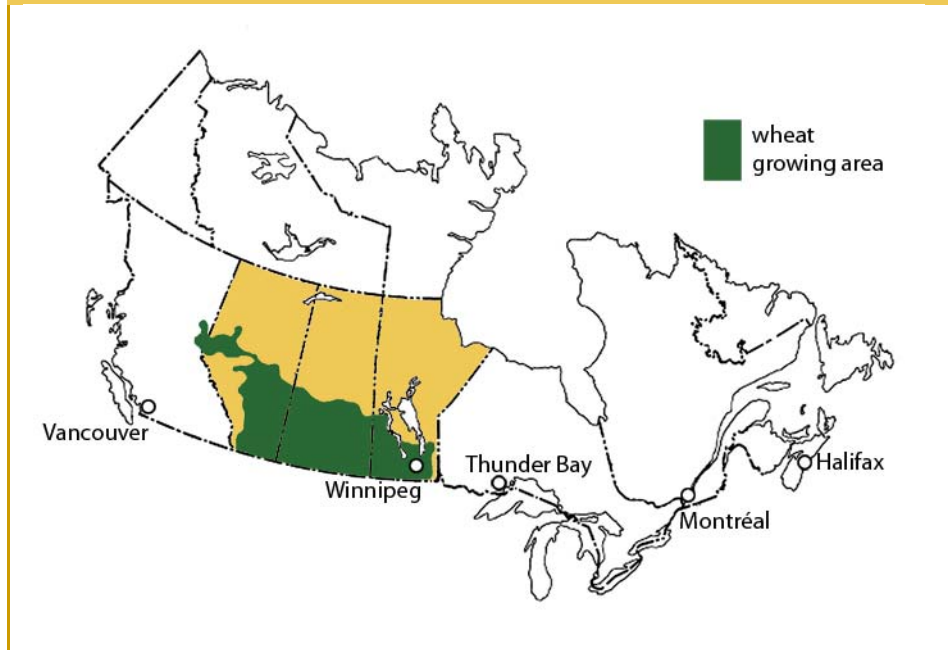 wheat
growing area
Vancouver
Winnipeg
Thunder Bay
Montréal
Halifax